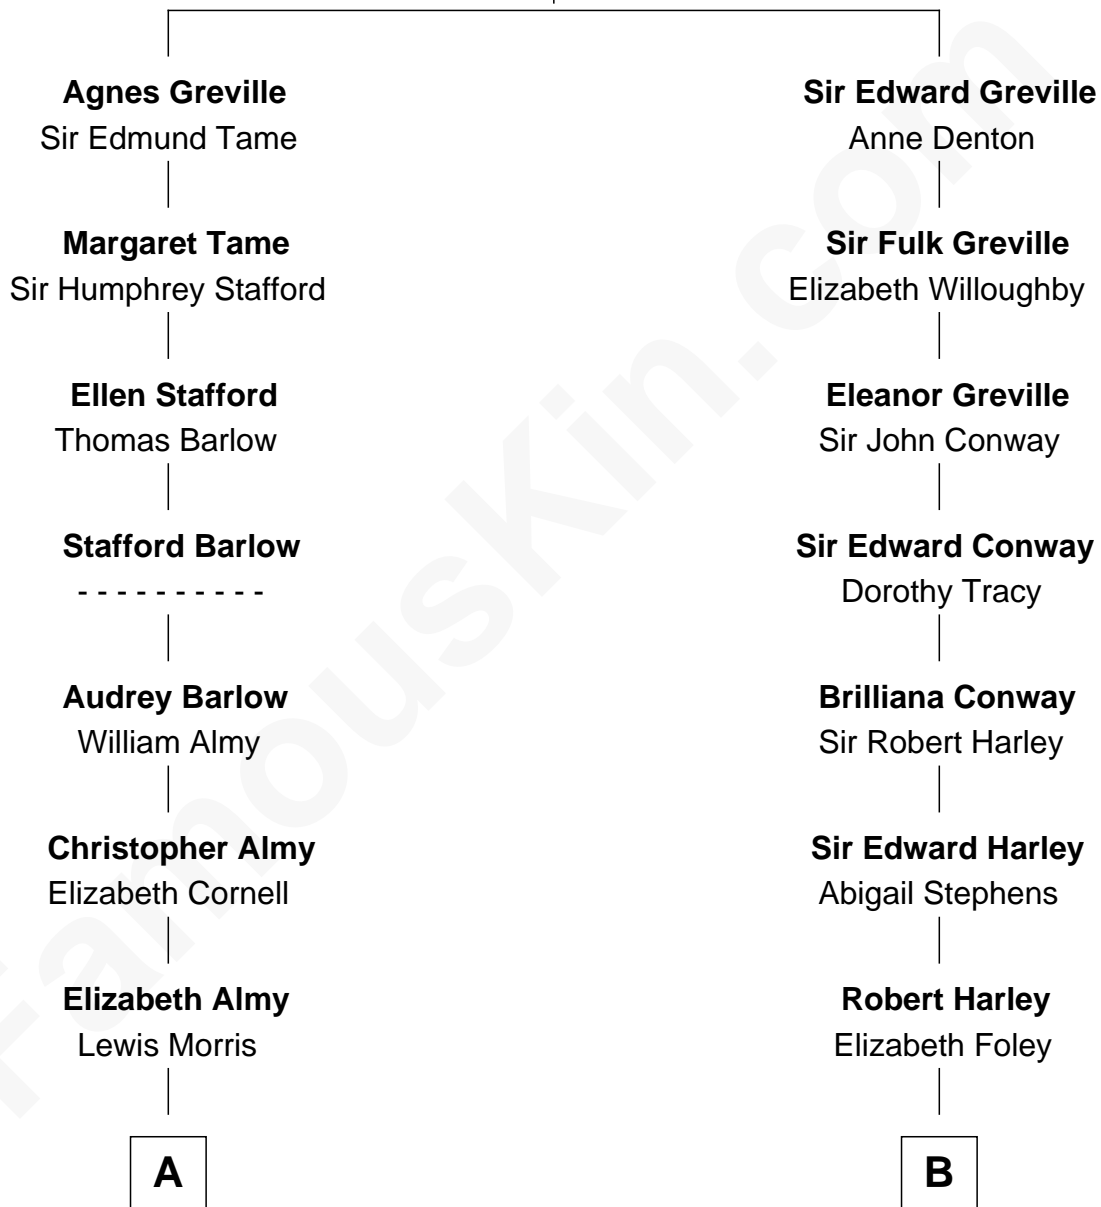 Agnes Greville
Sir Edmund Tame
Margaret Tame
Sir Humphrey Stafford
Ellen Stafford
Thomas Barlow
Stafford Barlow
- - - - - - - - - -
Audrey Barlow
William Almy
Christopher Almy
Elizabeth Cornell
Elizabeth Almy
Lewis Morris
A
Sir Edward Greville
Anne Denton
Sir Fulk Greville
Elizabeth Willoughby
Eleanor Greville
Sir John Conway
Sir Edward Conway
Dorothy Tracy
Brilliana Conway
Sir Robert Harley
Sir Edward Harley
Abigail Stephens
Robert Harley
Elizabeth Foley
B
FamousKin.com